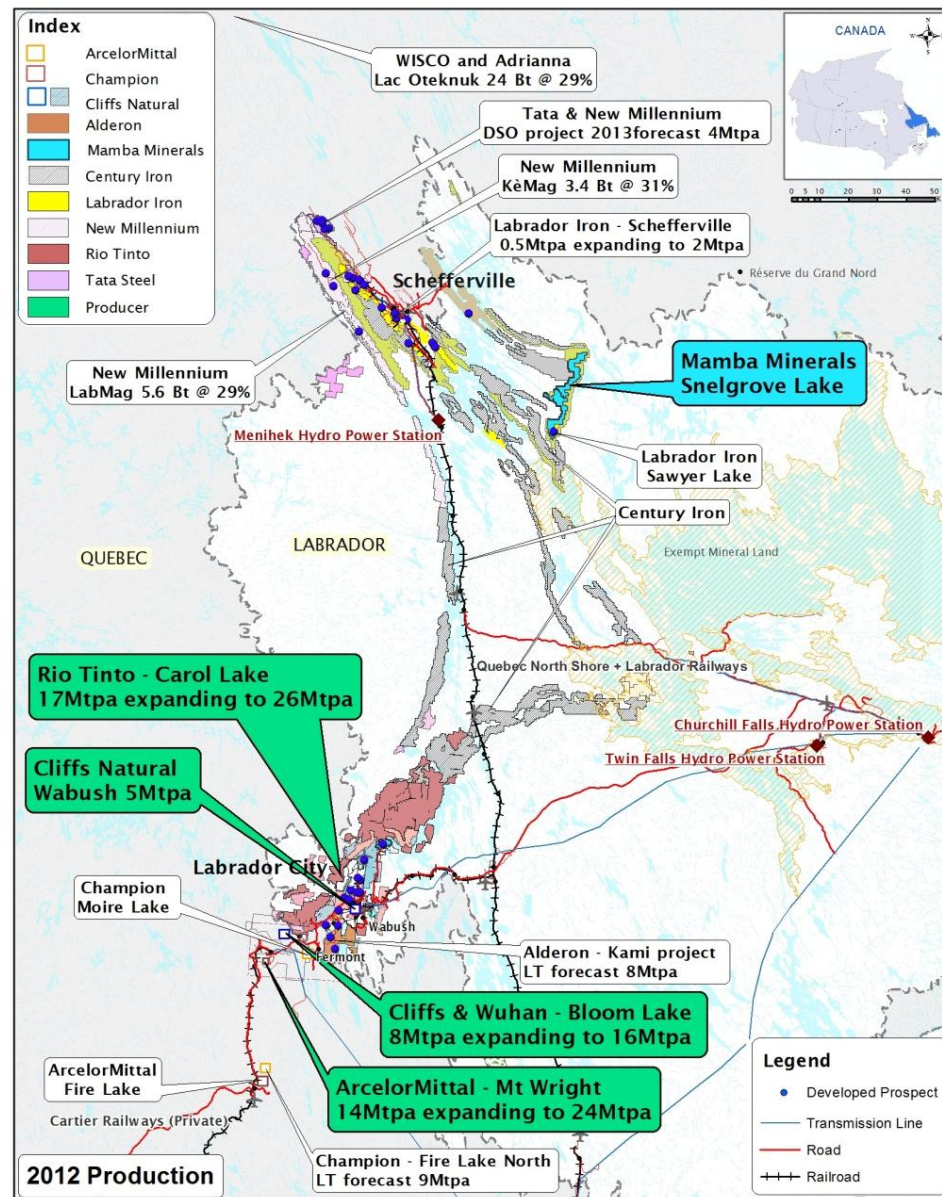 Index
ArcelorMittal
Champion
Cliffs Natural
Alderon
Mamba Minerals
Century Iron
Labrador Iron
New Millennium
Rio Tinto
Tata Steel
Producer
WISCO and Adrianna
Lac Oteknuk 24 Bt @ 29%
Tata & New Millennium
DSO project 2013forecast 4Mtpa
New Millennium
KèMag 3.4 Bt @ 31%
Labrador Iron - Schefferville
0.5Mtpa expanding to 2Mtpa
CANADA
N
0 5 10 20 30 40 50
Schefferville
Réserve du Grand Nord
New Millennium
LabMag 5.6 Bt @ 29%
Mamba Minerals
Snelgrove Lake
Menihek Hydro Power Station
Labrador Iron
Sawyer Lake
Century Iron
QUEBEC
LABRADOR
Exempt Mineral Land
Rio Tinto - Carol Lake
17Mtpa expanding to 26Mtpa
Quebec North Shore + Labrador Railways
Churchill Falls Hydro Power Station
Twin Falls Hydro Power Station
Cliffs Natural
Wabush 5Mtpa
Labrador City
Champion
Moire Lake
Wabush
Fermont
Alderon - Kami project
LT forecast 8Mtpa
Cliffs & Wuhan - Bloom Lake
8Mtpa expanding to 16Mtpa
ArcelorMittal
Fire Lake
ArcelorMittal - Mt Wright
14Mtpa expanding to 24Mtpa
Cartier Railways (Private)
2012 Production
Champion - Fire Lake North
LT forecast 9Mtpa
Legend
Developed Prospect
Transmission Line
Road
Railroad